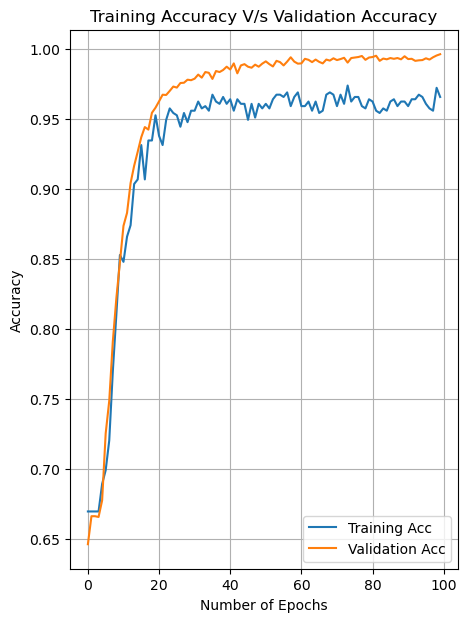 Training Accuracy V/s Validation Accuracy
1.00
0.95
0.90
0.85
0.80
0.75
0.70
0.65
Accuracy
Training Acc
Validation Acc
0 20 40 60 80 100
Number of Epochs